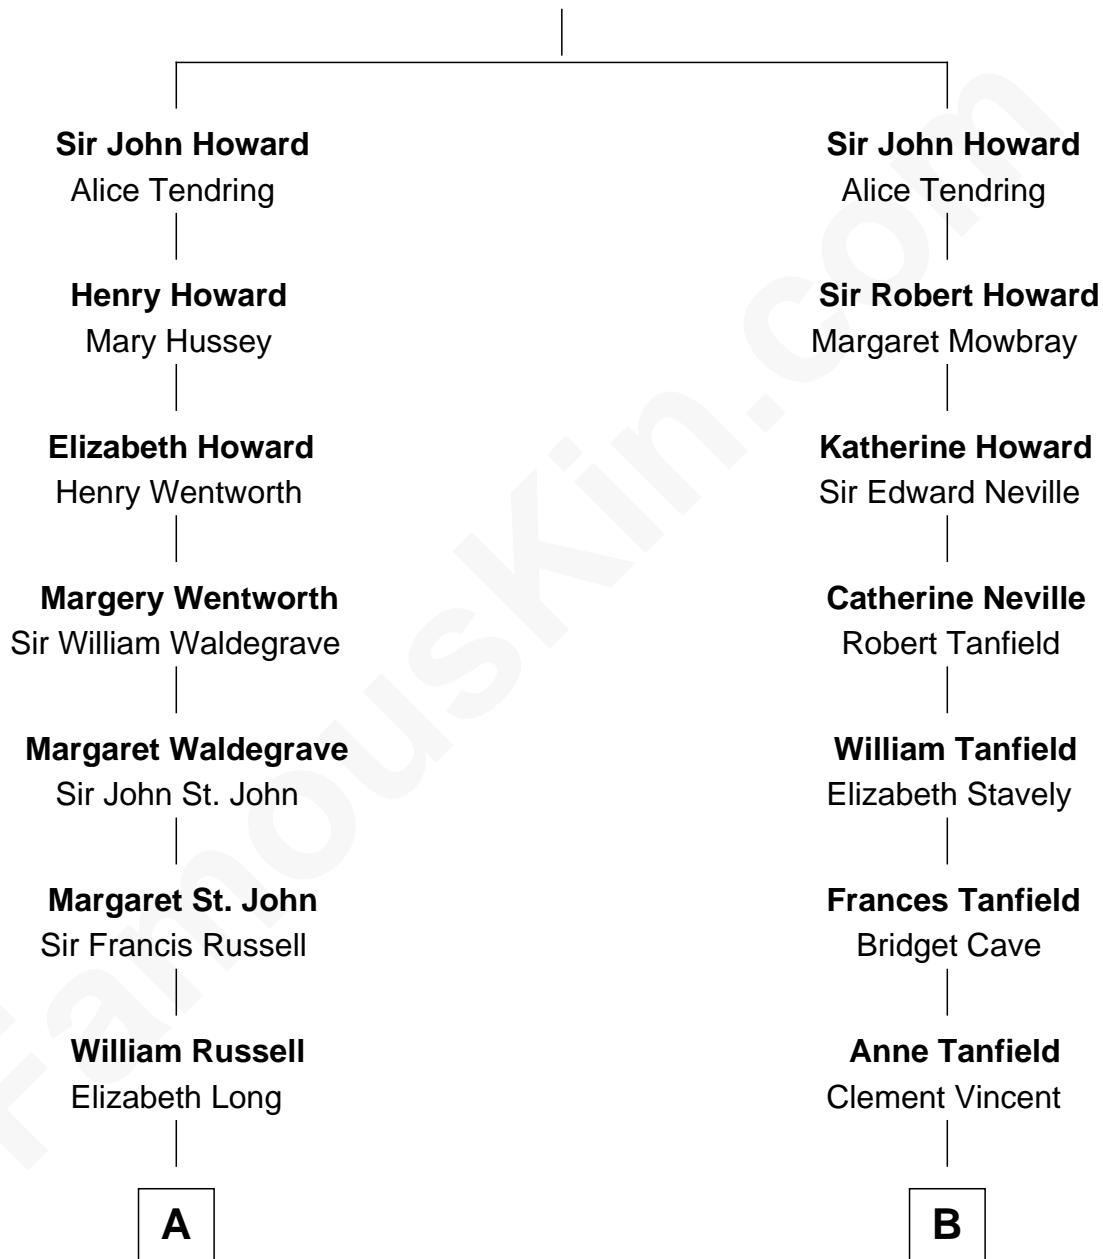 Sir John Howard
Alice Tendring
Henry Howard
Mary Hussey
Elizabeth Howard
Henry Wentworth
Margery Wentworth
Sir William Waldegrave
Margaret Waldegrave
Sir John St. John
Margaret St. John
Sir Francis Russell
William Russell
Elizabeth Long
A
Sir John Howard
Alice Tendring
Sir Robert Howard
Margaret Mowbray
Katherine Howard
Sir Edward Neville
Catherine Neville
Robert Tanfield
William Tanfield
Elizabeth Stavely
Frances Tanfield
Bridget Cave
Anne Tanfield
Clement Vincent
B
FamousKin.com